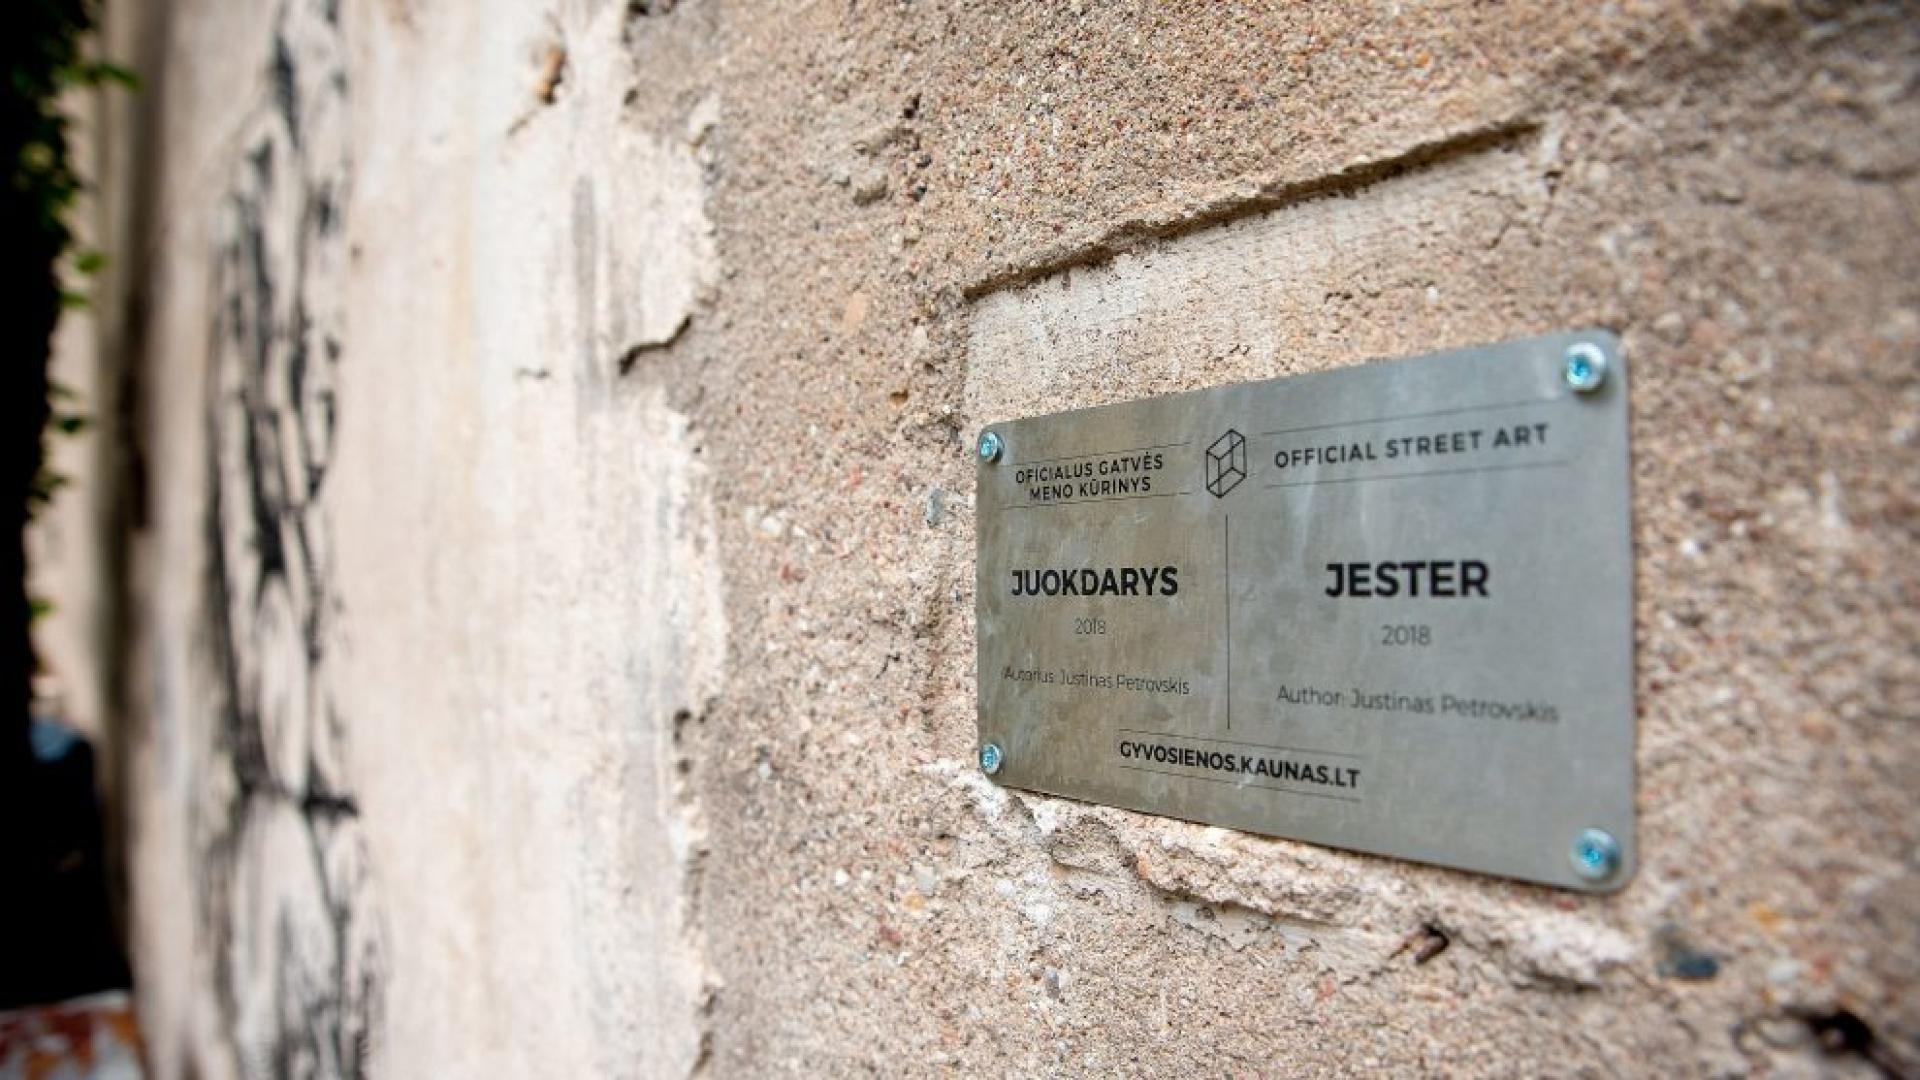 OFICIALUS GATVĖS
MENO KŪRINYS
OFFICIAL STREET ART
JUOKDARYS
2018
Autorius: Justinas Petrovskis
JESTER
2018
Author: Justinas Petrovskis
GYVOSIENOS.KAUNAS.LT